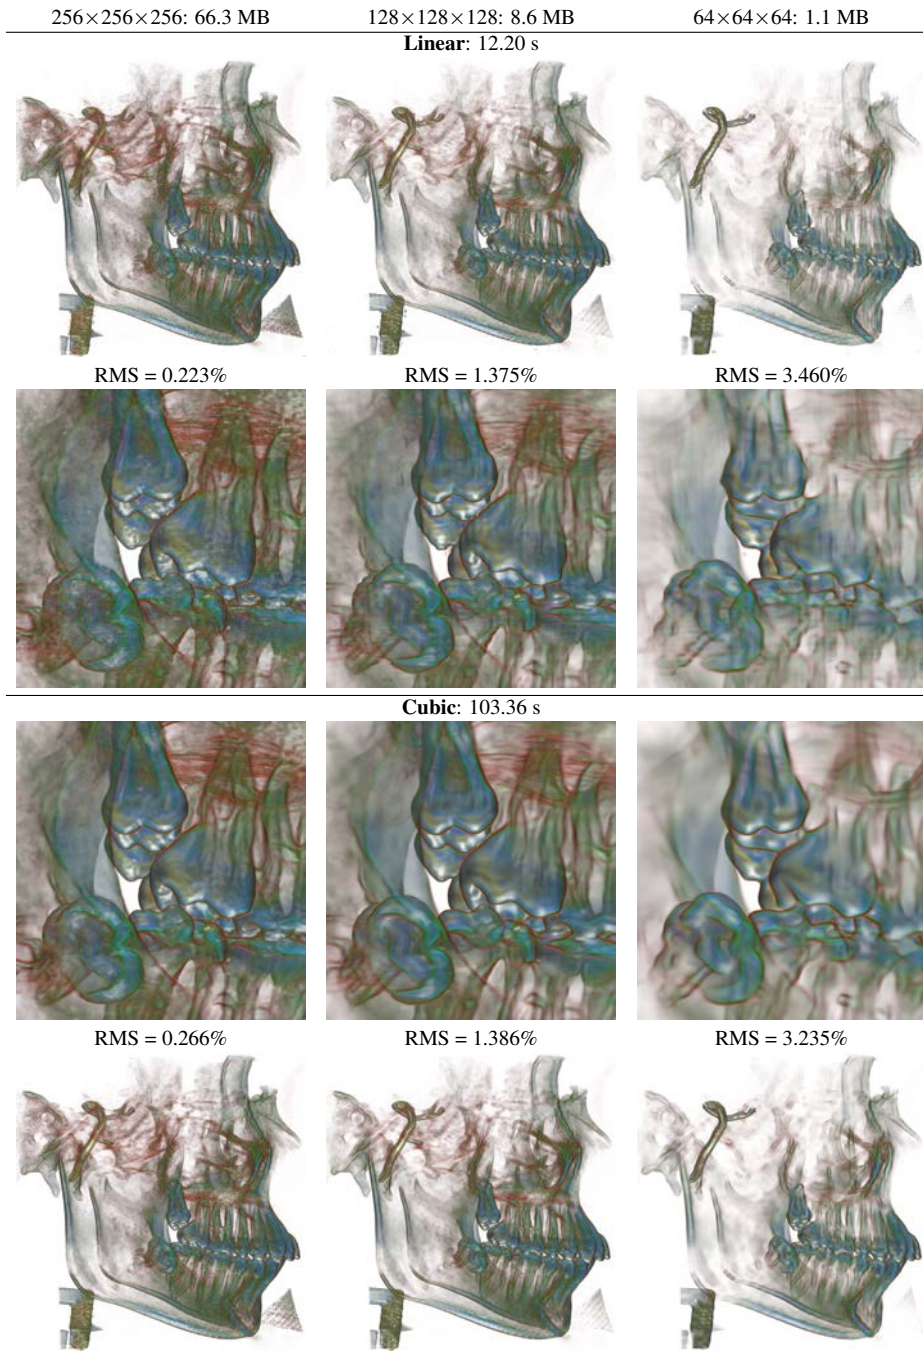 256×256×256: 66.3 MB 128×128×128: 8.6 MB 64×64×64: 1.1 MB
Linear: 12.20 s
RMS = 0.223% RMS = 1.375% RMS = 3.460%
Cubic: 103.36 s
RMS = 0.266% RMS = 1.386% RMS = 3.235%